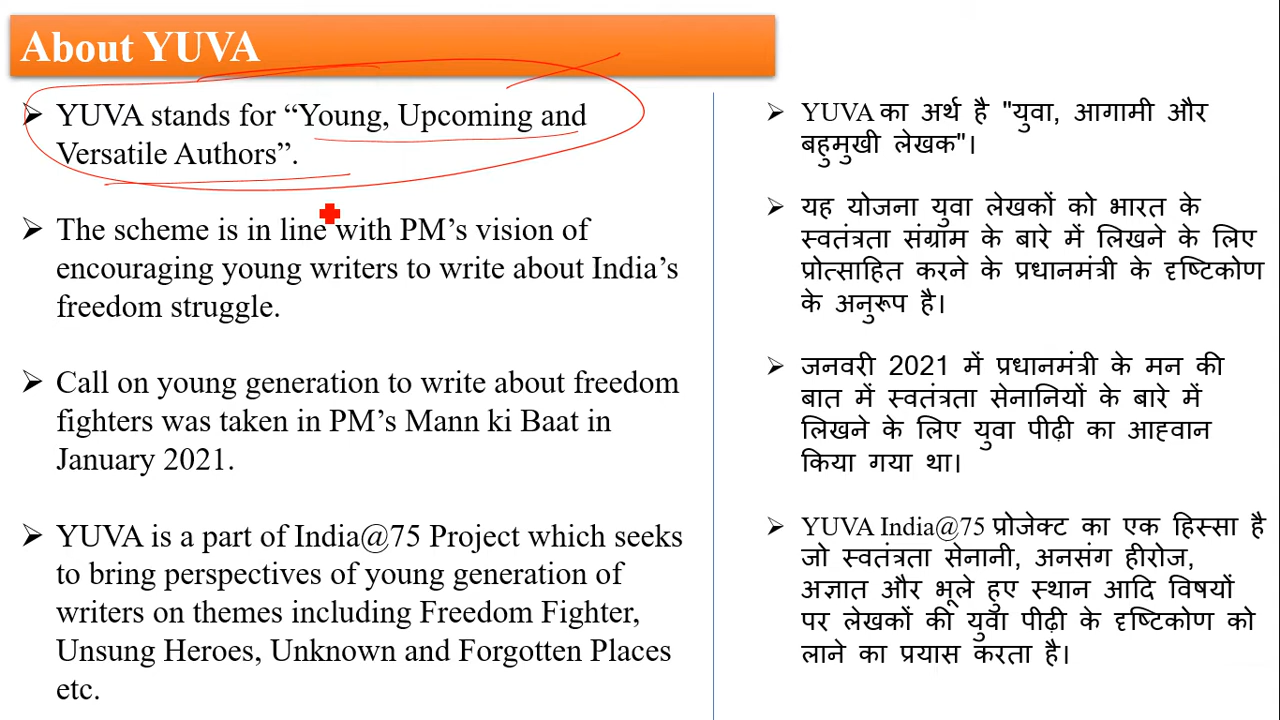 About YUVA
➢ YUVA stands for “Young, Upcoming and
Versatile Authors”.
➢ The scheme is in line with PM’s vision of
encouraging young writers to write about India’s
freedom struggle.
➢ Call on young generation to write about freedom
fighters was taken in PM’s Mann ki Baat in
January 2021.
➢ YUVA is a part of India@75 Project which seeks
to bring perspectives of young generation of
writers on themes including Freedom Fighter,
Unsung Heroes, Unknown and Forgotten Places
etc.
➢ YUVA का अर्थ है "युवा, आगामी और
बहुमुखी लेखक"।
➢ यह योजना युवा लेखकों को भारत के
स्वतंत्रता संग्राम के बारे में लिखने के लिए
प्रोत्साहित करने के प्रधानमंत्री के दृष्टिकोण
के अनुरूप है।
➢ जनवरी 2021 में प्रधानमंत्री के मन की
बात में स्वतंत्रता सेनानियों के बारे में
लिखने के लिए युवा पीढ़ी का आह्वान
किया गया था।
➢ YUVA India@75 प्रोजेक्ट का एक हिस्सा है
जो स्वतंत्रता सेनानी, अनसंग हीरोज,
अज्ञात और भूले हुए स्थान आदि विषयों
पर लेखकों की युवा पीढ़ी के दृष्टिकोण को
लाने का प्रयास करता है।